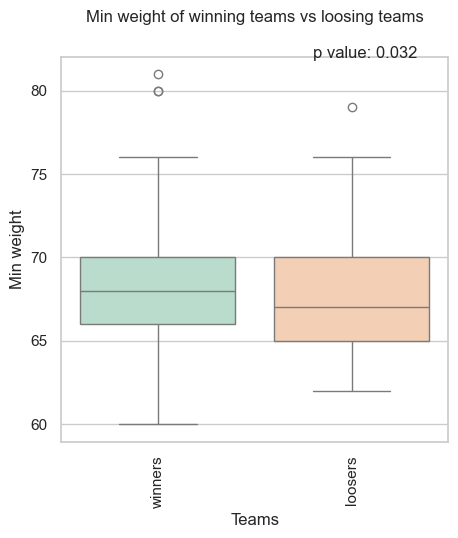 Min weight of winning teams vs loosing teams
p value: 0.032
80
75
70
65
60
Min weight
winners
loosers
Teams